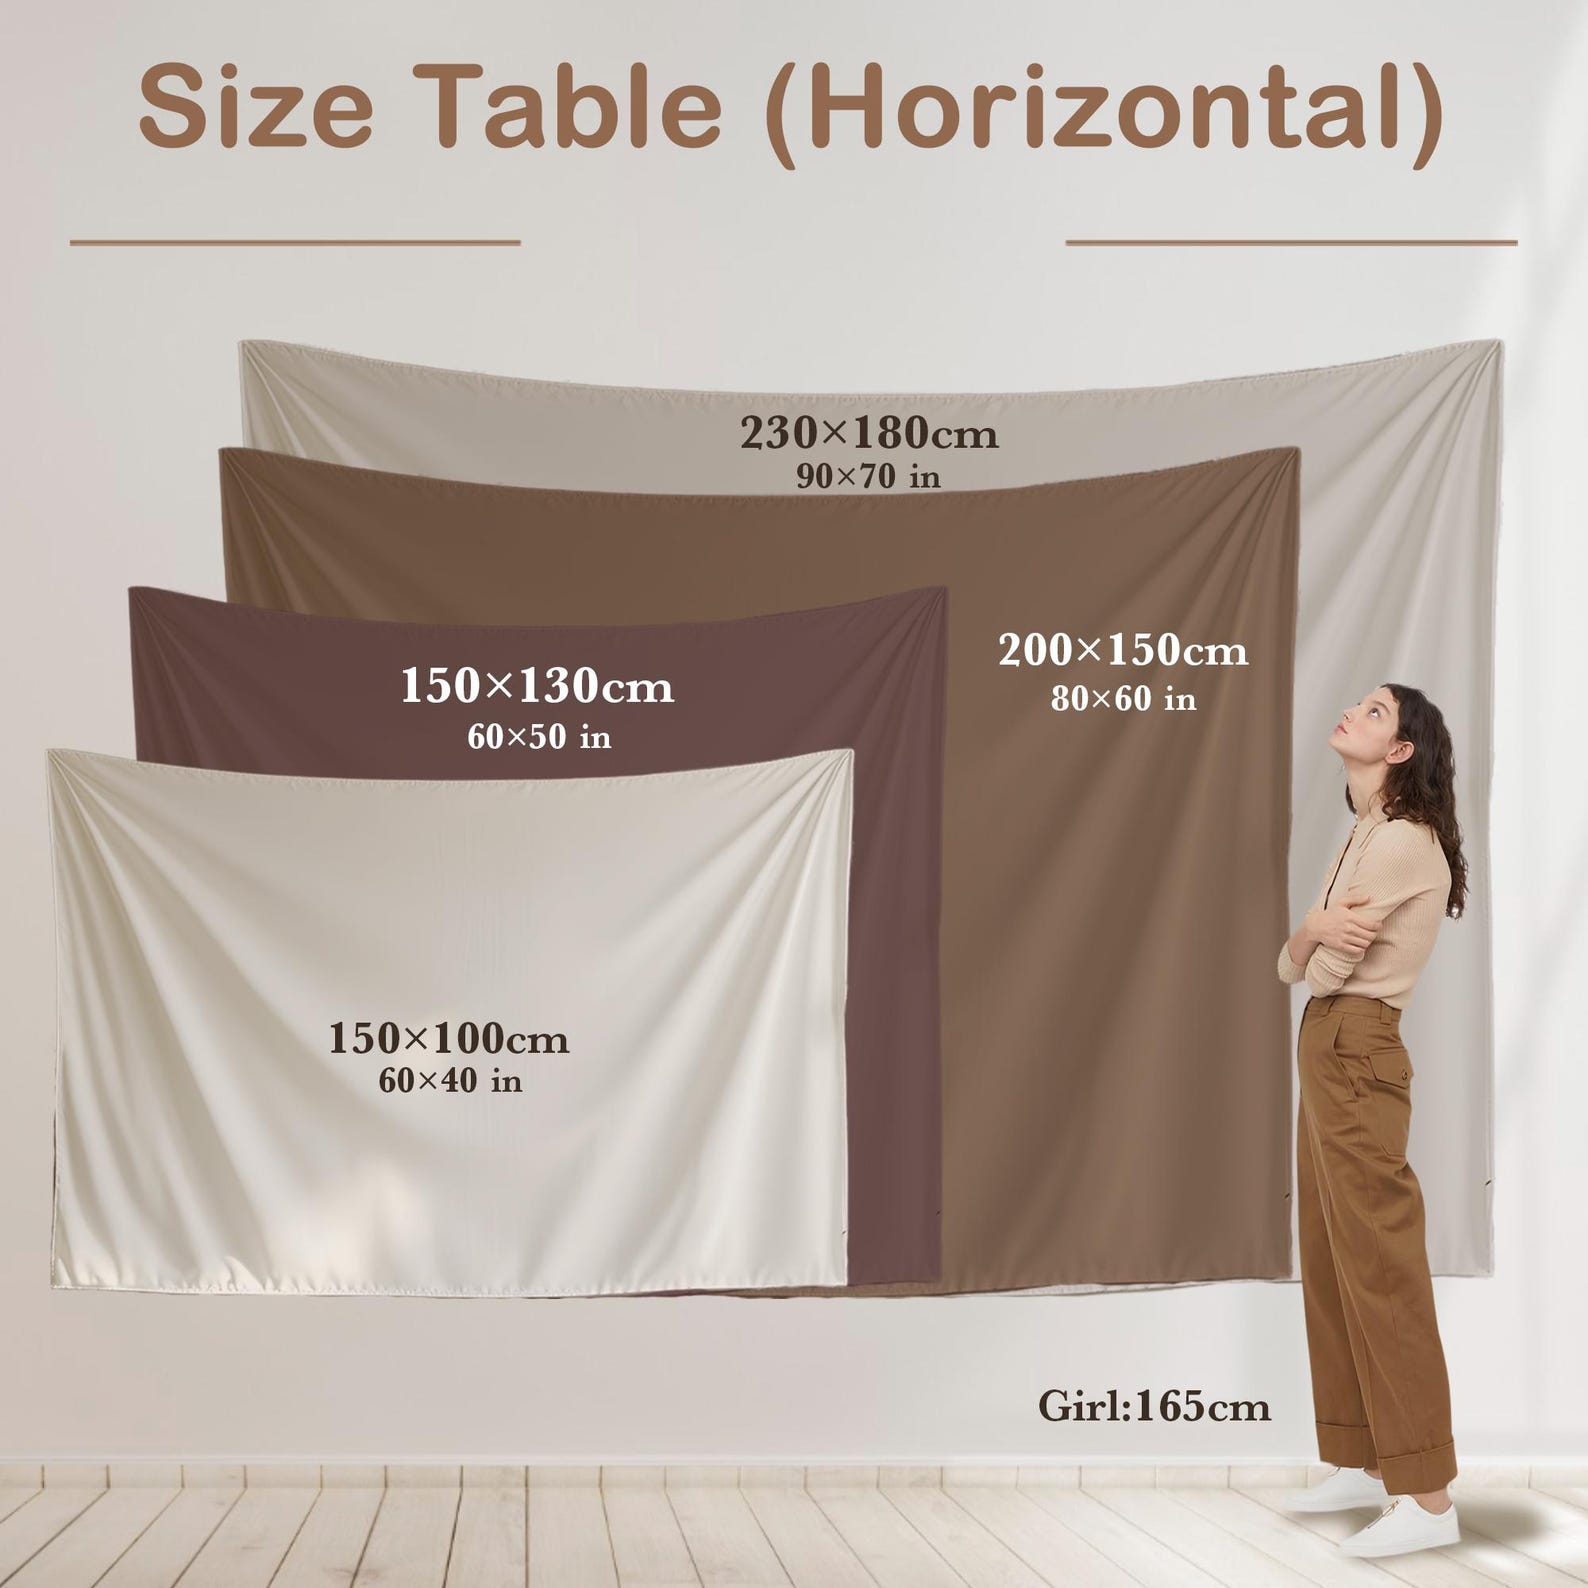 Size Table (Horizontal)
230×180cm
90×70 in
200×150cm
80×60 in
150×130cm
60×50 in
150×100cm
60×40 in
Girl:165cm